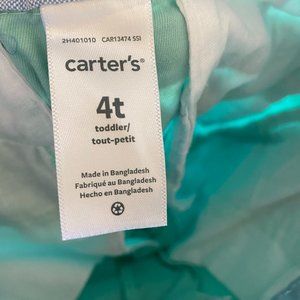 2H401010 CAR13474 SSI
carter's®
4t
toddler/
tout-petit
Made in Bangladesh
Fabriqué au Bangladesh
Hecho en Bangladesh